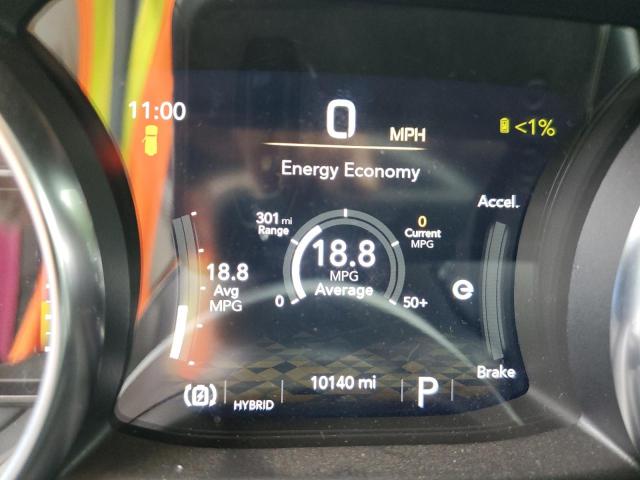 11:00
0 MPH
<1%
Energy Economy
Accel.
301 mi
Range
0
Current
MPG
18.8
MPG
Average
0
50+
18.8
Avg
MPG
Brake
HYBRID
10140 mi
P